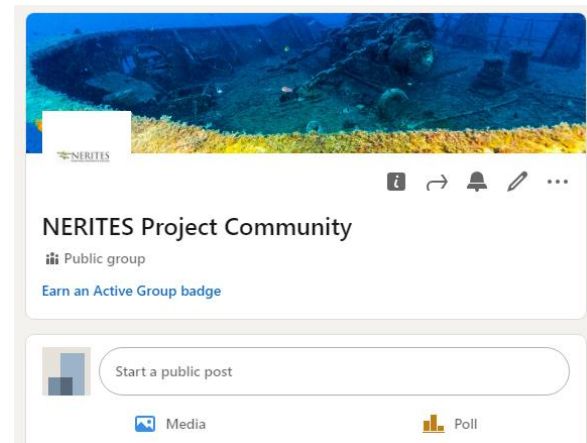 NERITES
NERITES Project Community
Public group
Earn an Active Group badge
Start a public post
Media
Poll